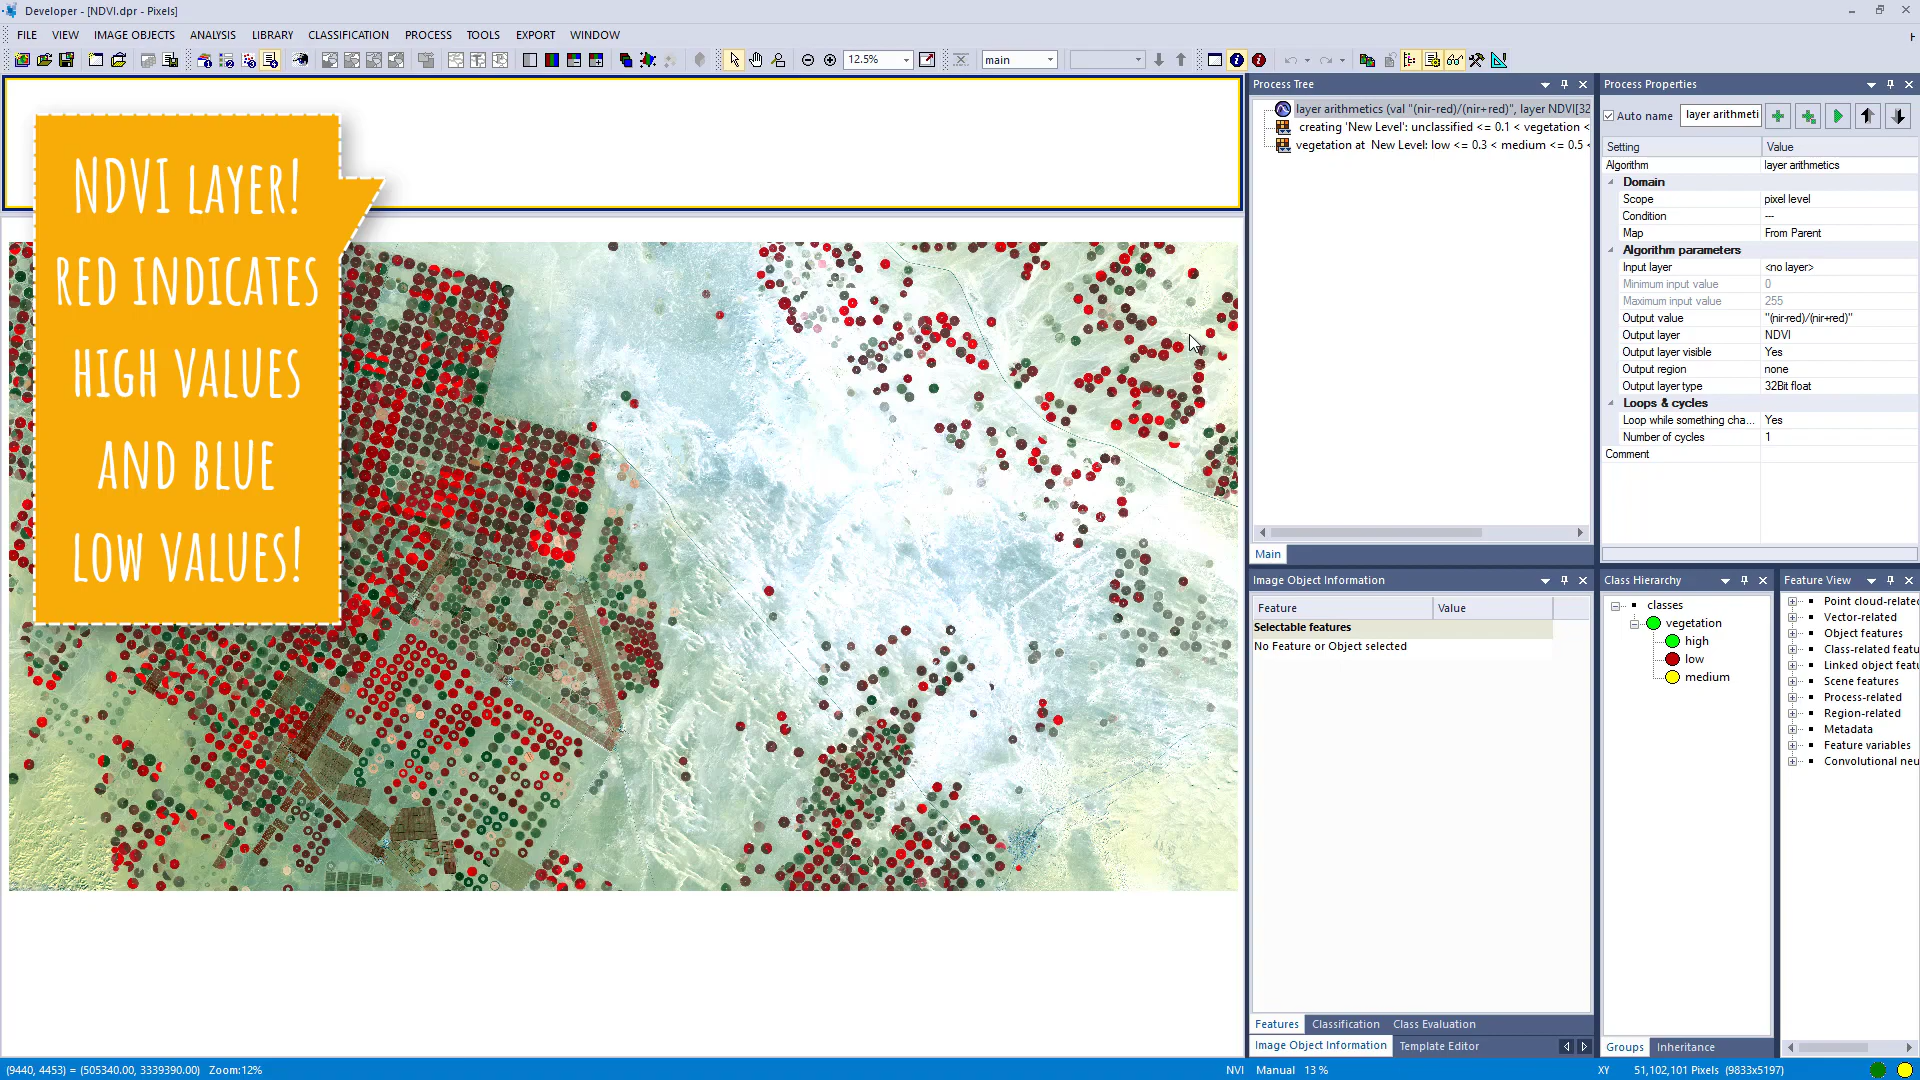 Developer - [NDVI.dpr - Pixels]
FILE VIEW IMAGE OBJECTS ANALYSIS LIBRARY CLASSIFICATION PROCESS TOOLS EXPORT WINDOW
12.5% main
NDVI LAYER!
RED INDICATES
HIGH VALUES
AND BLUE
LOW VALUES!
Process Tree
layer arithmetics (val "(nir-red)/(nir+red)", layer NDVI[32
creating 'New Level': unclassified <= 0.1 < vegetation <
vegetation at New Level: low <= 0.3 < medium <= 0.5
Main
Process Properties
Auto name layer arithmeti
Setting Value
Algorithm layer arithmetics
Domain
Scope pixel level
Condition ---
Map From Parent
Algorithm parameters
Input layer <no layer>
Minimum input value 0
Maximum input value 255
Output value "(nir-red)/(nir+red)"
Output layer NDVI
Output layer visible Yes
Output region none
Output layer type 32Bit float
Loops & cycles
Loop while something cha... Yes
Number of cycles 1
Comment
Image Object Information
Feature Value
Selectable features
No Feature or Object selected
Features Classification Class Evaluation
Image Object Information Template Editor
Class Hierarchy
classes
vegetation
high
low
medium
Groups Inheritance
Feature View
Point cloud-relate
Vector-related
Object features
Class-related featu
Linked object feat
Scene features
Process-related
Region-related
Metadata
Feature variables
Convolutional neu
(9440, 4453) = (505340.00, 3339390.00) Zoom:12% NVI Manual 13 % XY 51,102,101 Pixels (9833x5197)